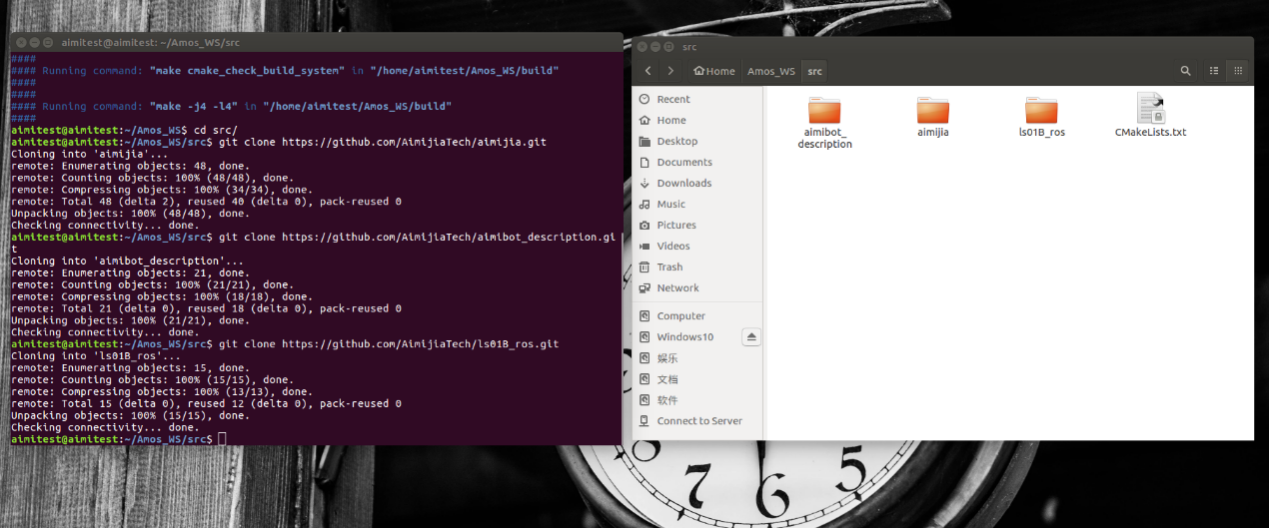 aimitest@aimitest: ~/Amos_WS/src
####
#### Running command: "make cmake_check_build_system" in "/home/aimitest/Amos_WS/build"
####
####
#### Running command: "make -j4 -l4" in "/home/aimitest/Amos_WS/build"
####
aimitest@aimitest:~/Amos_WS$ cd src/
aimitest@aimitest:~/Amos_WS/src$ git clone https://github.com/AimijiaTech/aimijia.git
Cloning into 'aimijia'...
remote: Enumerating objects: 48, done.
remote: Counting objects: 100% (48/48), done.
remote: Compressing objects: 100% (34/34), done.
remote: Total 48 (delta 2), reused 40 (delta 0), pack-reused 0
Unpacking objects: 100% (48/48), done.
Checking connectivity... done.
aimitest@aimitest:~/Amos_WS/src$ git clone https://github.com/AimijiaTech/aimibot_description.gi
t
Cloning into 'aimibot_description'...
remote: Enumerating objects: 21, done.
remote: Counting objects: 100% (21/21), done.
remote: Compressing objects: 100% (18/18), done.
remote: Total 21 (delta 0), reused 18 (delta 0), pack-reused 0
Unpacking objects: 100% (21/21), done.
Checking connectivity... done.
aimitest@aimitest:~/Amos_WS/src$ git clone https://github.com/AimijiaTech/ls01B_ros.git
Cloning into 'ls01B_ros'...
remote: Enumerating objects: 15, done.
remote: Counting objects: 100% (15/15), done.
remote: Compressing objects: 100% (13/13), done.
remote: Total 15 (delta 0), reused 12 (delta 0), pack-reused 0
Unpacking objects: 100% (15/15), done.
Checking connectivity... done.
aimitest@aimitest:~/Amos_WS/src$
src
Home Amos_WS src
Recent
Home
Desktop
Documents
Downloads
Music
Pictures
Videos
Trash
Network
Computer
Windows10
娱乐
文档
软件
Connect to Server
aimibot_
description
aimijia
ls01B_ros
CMakeLists.txt
8 7 6 5